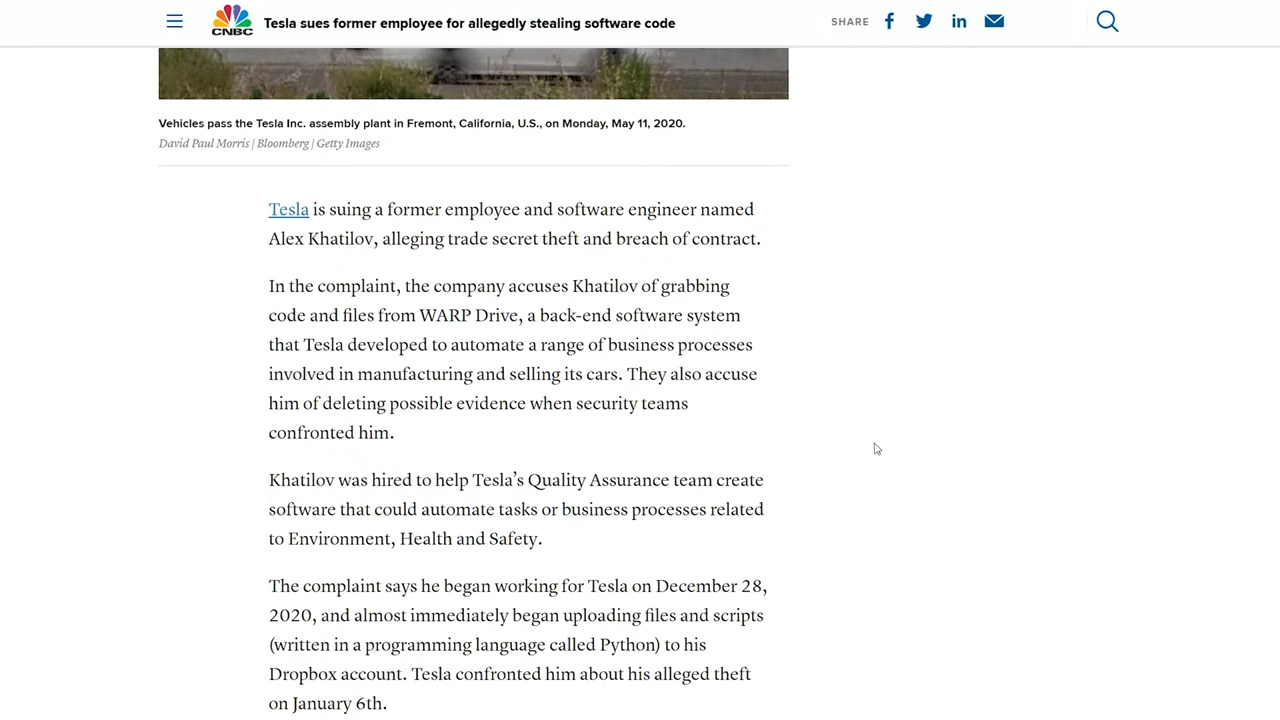 CNBC
Tesla sues former employee for allegedly stealing software code
SHARE
Vehicles pass the Tesla Inc. assembly plant in Fremont, California, U.S., on Monday, May 11, 2020.
David Paul Morris | Bloomberg | Getty Images
Tesla is suing a former employee and software engineer named
Alex Khatilov, alleging trade secret theft and breach of contract.
In the complaint, the company accuses Khatilov of grabbing
code and files from WARP Drive, a back-end software system
that Tesla developed to automate a range of business processes
involved in manufacturing and selling its cars. They also accuse
him of deleting possible evidence when security teams
confronted him.
Khatilov was hired to help Tesla’s Quality Assurance team create
software that could automate tasks or business processes related
to Environment, Health and Safety.
The complaint says he began working for Tesla on December 28,
2020, and almost immediately began uploading files and scripts
(written in a programming language called Python) to his
Dropbox account. Tesla confronted him about his alleged theft
on January 6th.